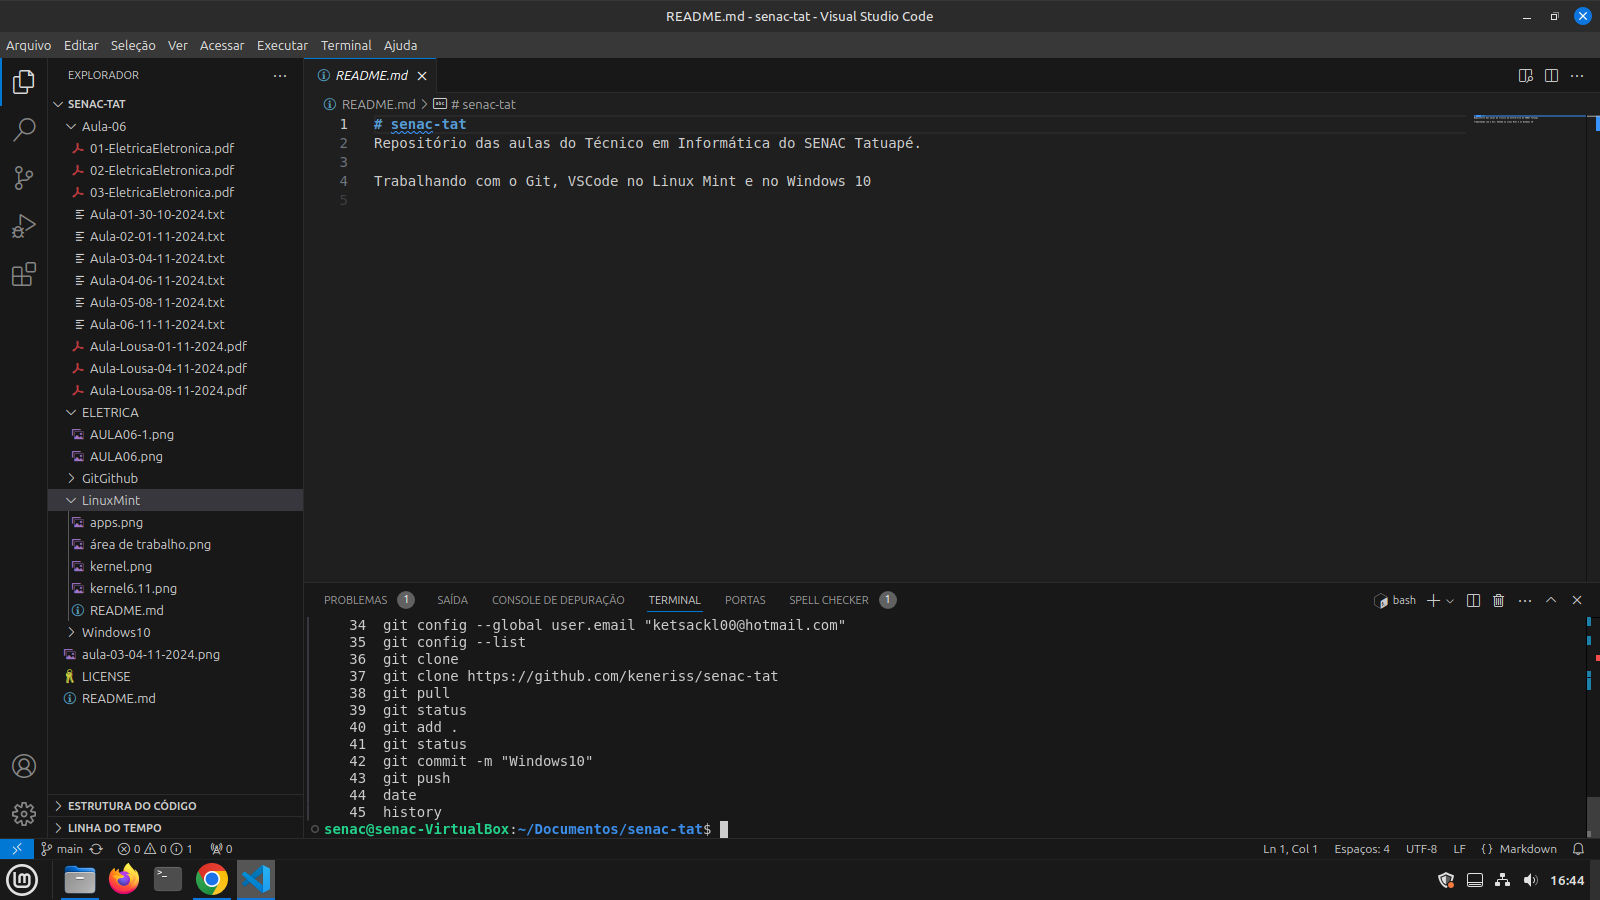 README.md - senac-tat - Visual Studio Code
Arquivo Editar Seleção Ver Acessar Executar Terminal Ajuda
EXPLORADOR
SENAC-TAT
Aula-06
01-EletricaEletronica.pdf
02-EletricaEletronica.pdf
03-EletricaEletronica.pdf
Aula-01-30-10-2024.txt
Aula-02-01-11-2024.txt
Aula-03-04-11-2024.txt
Aula-04-06-11-2024.txt
Aula-05-08-11-2024.txt
Aula-06-11-11-2024.txt
Aula-Lousa-01-11-2024.pdf
Aula-Lousa-04-11-2024.pdf
Aula-Lousa-08-11-2024.pdf
ELETRICA
AULA06-1.png
AULA06.png
GitGithub
LinuxMint
apps.png
área de trabalho.png
kernel.png
kernel6.11.png
README.md
Windows10
aula-03-04-11-2024.png
LICENSE
README.md
ESTRUTURA DO CÓDIGO
LINHA DO TEMPO
README.md
README.md > # senac-tat
1 # senac-tat
2 Repositório das aulas do Técnico em Informática do SENAC Tatuapé.
3
4 Trabalhando com o Git, VSCode no Linux Mint e no Windows 10
5
PROBLEMAS 1 SAÍDA CONSOLE DE DEPURAÇÃO TERMINAL PORTAS SPELL CHECKER 1 bash
34 git config --global user.email "ketsackl00@hotmail.com"
35 git config --list
36 git clone
37 git clone https://github.com/keneriss/senac-tat
38 git pull
39 git status
40 git add .
41 git status
42 git commit -m "Windows10"
43 git push
44 date
45 history
senac@senac-VirtualBox:~/Documentos/senac-tat$
main 0 0 1 0 Ln 1, Col 1 Espaços: 4 UTF-8 LF {} Markdown
16:44